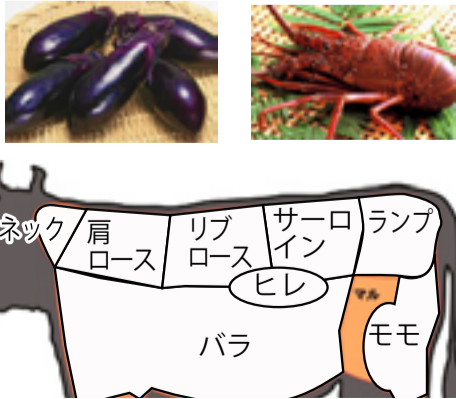 ネック
肩
ロース
リブ
ロース
サーロ
イン
ランプ
ヒレ
マル
モモ
バラ